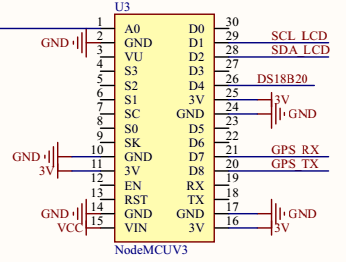 U3
1 A0 D0 30
GND 2 GND D1 29 SCL_LCD
3 VU D2 28 SDA_LCD
4 S3 D3 27
5 S2 D4 26 DS18B20
6 S1 3V 25 3V
7 SC GND 24 GND
8 S0 D5 23
9 SK D6 22
GND 10 GND D7 21 GPS_RX
3V 11 3V D8 20 GPS_TX
12 EN RX 19
13 RST TX 18
GND 14 GND GND 17 GND
VCC 15 VIN 3V 16 3V
NodeMCUV3